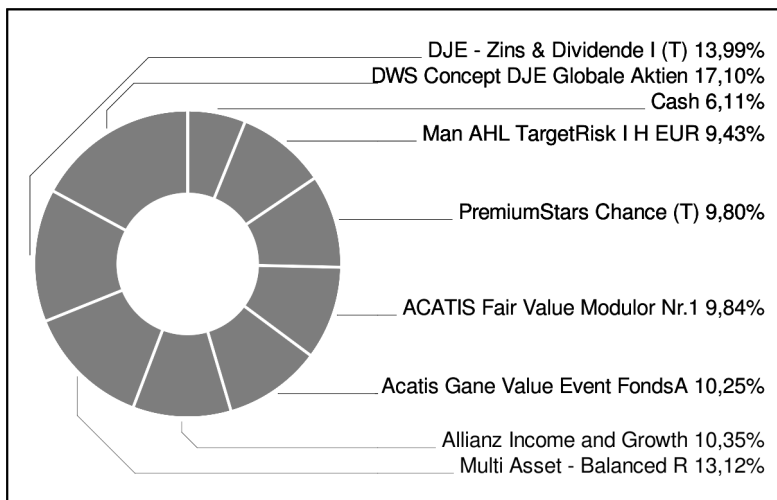 DJE - Zins & Dividende I (T) 13,99%
DWS Concept DJE Globale Aktien 17,10%
Cash 6,11%
Man AHL TargetRisk I H EUR 9,43%
PremiumStars Chance (T) 9,80%
ACATIS Fair Value Modulor Nr.1 9,84%
Acatis Gane Value Event FondsA 10,25%
Allianz Income and Growth 10,35%
Multi Asset - Balanced R 13,12%